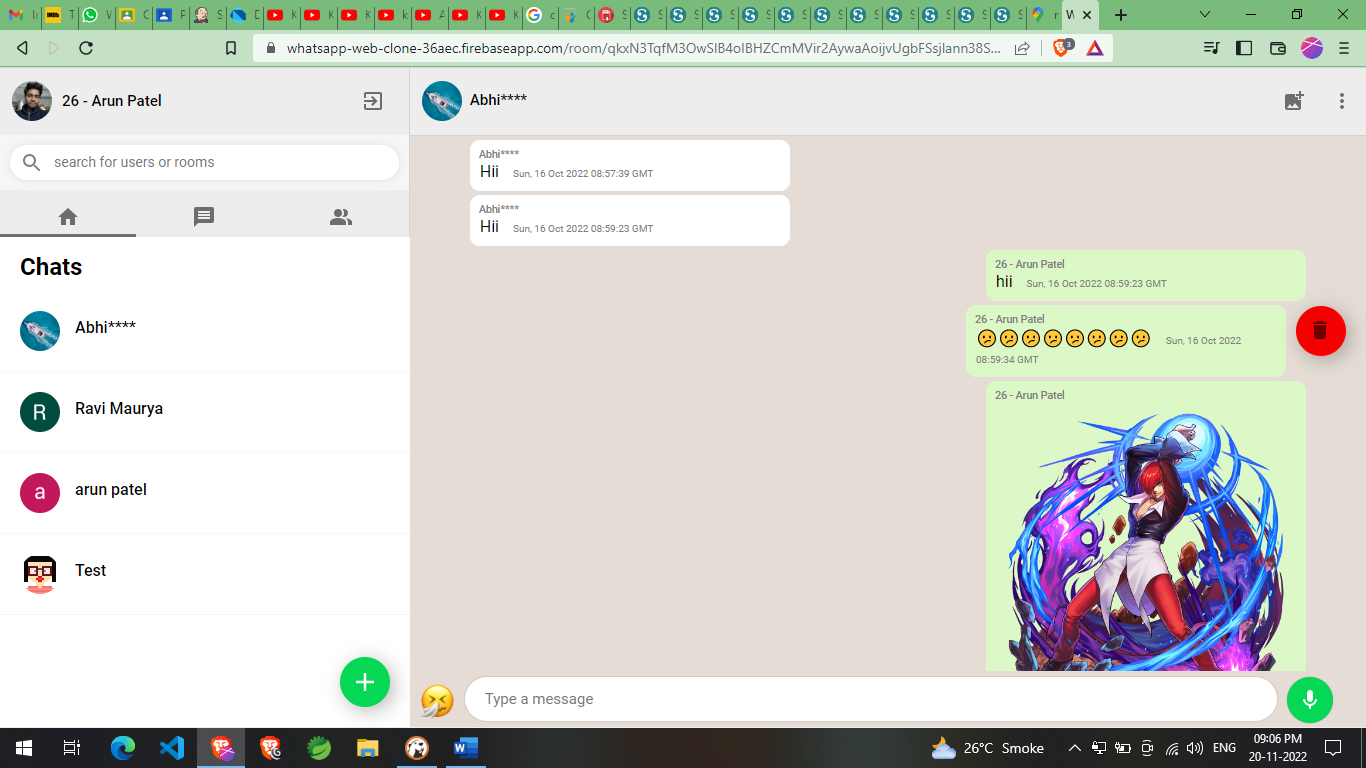 whatsapp-web-clone-36aec.firebaseapp.com/room/
26 - Arun Patel
search for users or rooms
Chats
Abhi****
Ravi Maurya
arun patel
Test
Abhi****
Abhi****
Hii Sun, 16 Oct 2022 08:57:39 GMT
Abhi****
Hii Sun, 16 Oct 2022 08:59:23 GMT
26 - Arun Patel
hii Sun, 16 Oct 2022 08:59:23 GMT
26 - Arun Patel
😕😕😕😕😕😕😕😕 Sun, 16 Oct 2022
08:59:34 GMT
26 - Arun Patel
Type a message
26°C Smoke
ENG
09:06 PM
20-11-2022